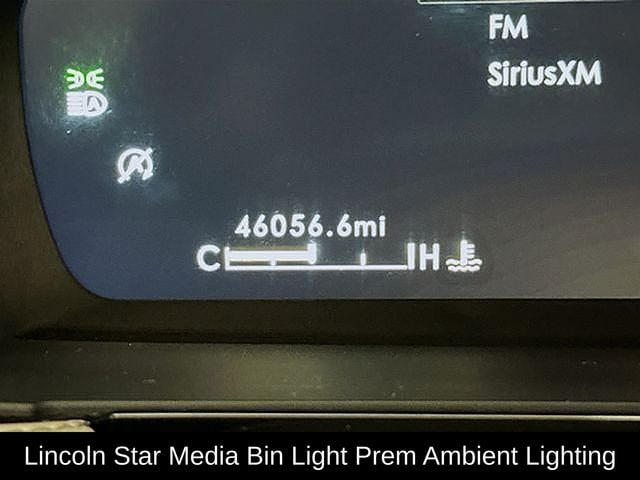 FM
SiriusXM
46056.6mi
C H
Lincoln Star Media Bin Light Prem Ambient Lighting